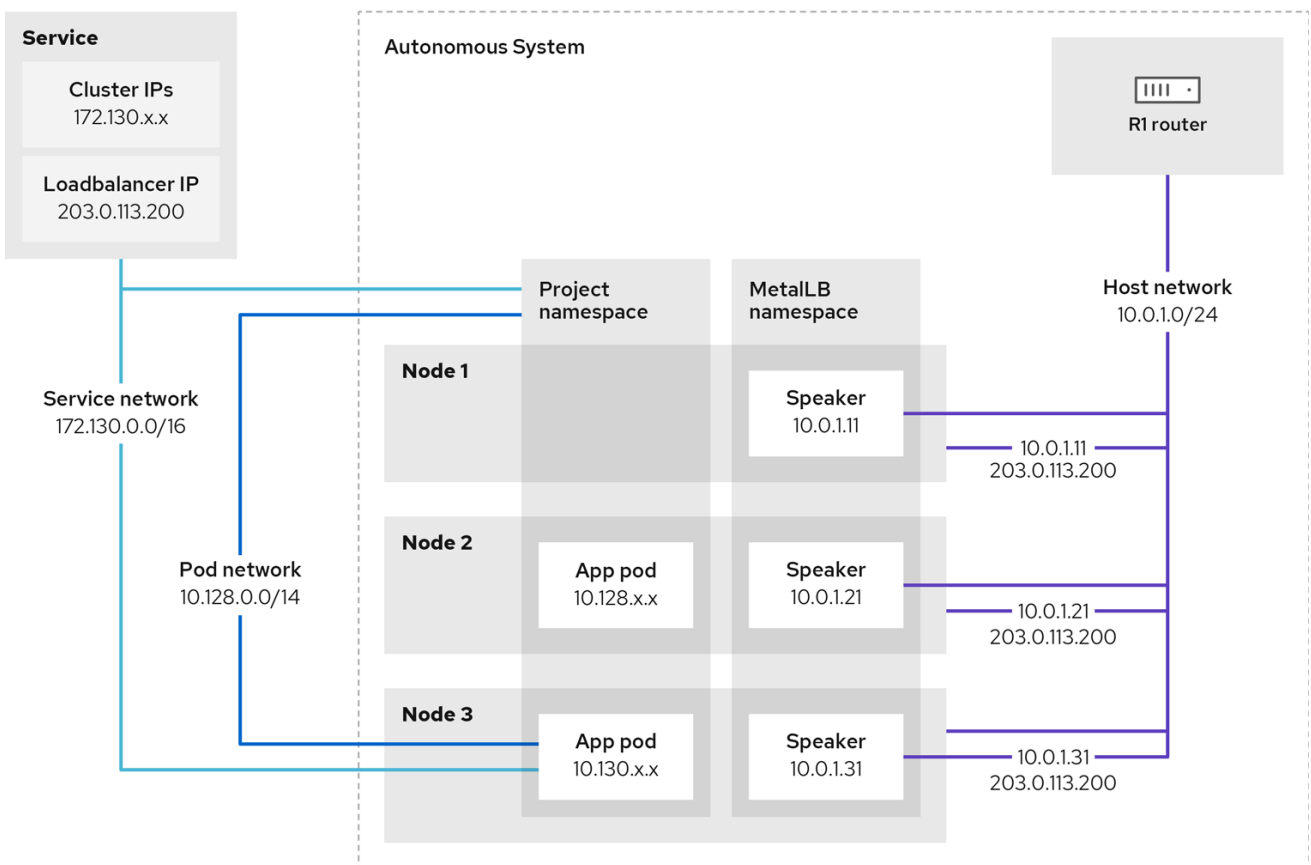 Service
Cluster IPs
172.130.x.x
Loadbalancer IP
203.0.113.200
Autonomous System
R1 router
Host network
10.0.1.0/24
Project
namespace
MetalLB
namespace
Service network
172.130.0.0/16
Pod network
10.128.0.0/14
Node 1
Speaker
10.0.1.11
10.0.1.11
203.0.113.200
Node 2
App pod
10.128.x.x
Speaker
10.0.1.21
10.0.1.21
203.0.113.200
Node 3
App pod
10.130.x.x
Speaker
10.0.1.31
10.0.1.31
203.0.113.200